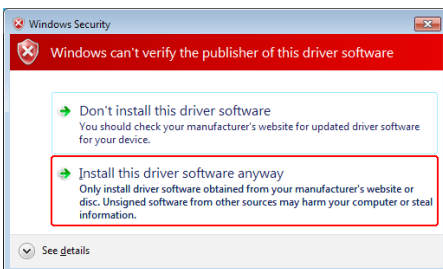 Windows Security
Windows can't verify the publisher of this driver software
Don't install this driver software
You should check your manufacturer's website for updated driver software
for your device.
Install this driver software anyway
Only install driver software obtained from your manufacturer's website or
disc. Unsigned software from other sources may harm your computer or steal
information.
See details